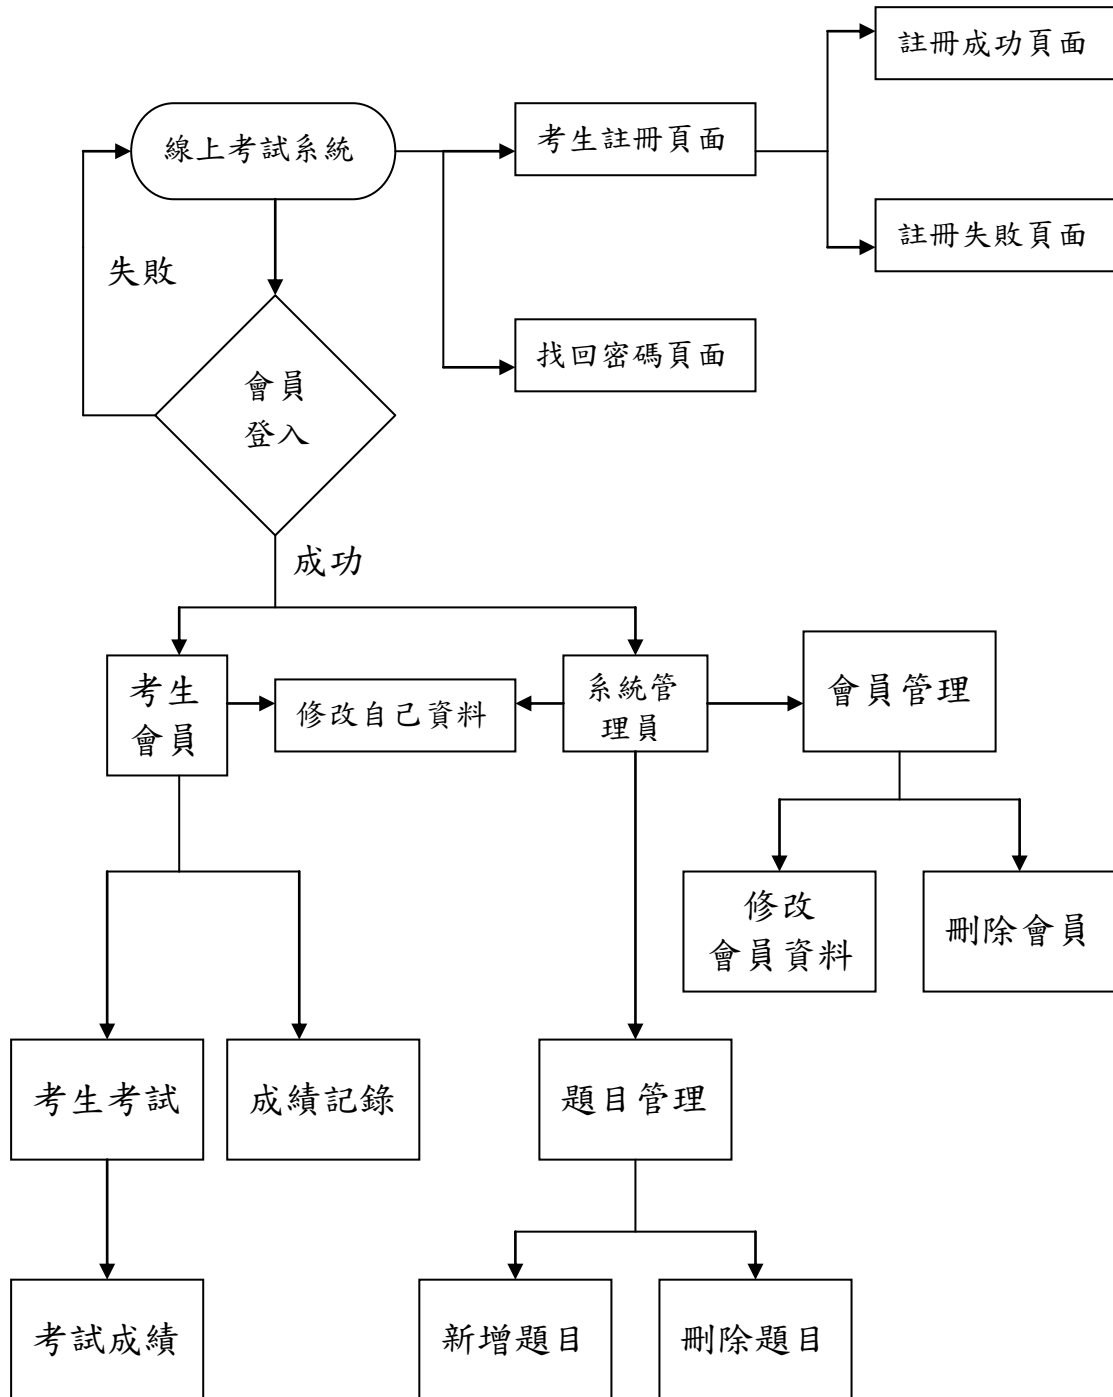 註冊成功頁面
線上考試系統
考生註冊頁面
註冊失敗頁面
失敗
找回密碼頁面
會員
登入
成功
考生
會員
修改自己資料
系統管
理員
會員管理
修改
會員資料
刪除會員
考生考試
成績記錄
題目管理
考試成績
新增題目
刪除題目